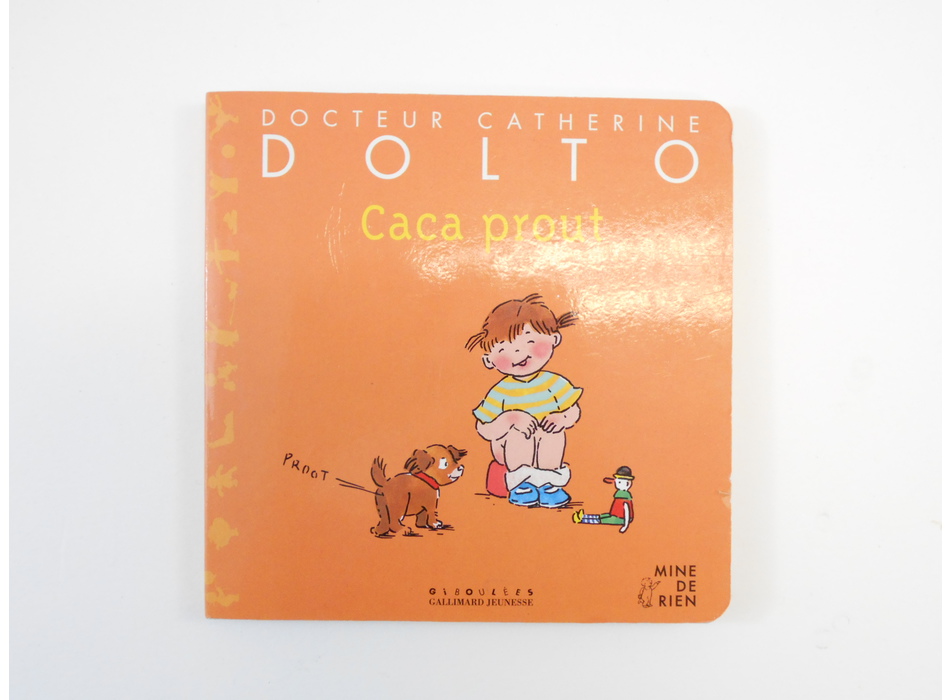 DOCTEUR CATHERINE
DOLTO
Caca prout
PROOT
GIBOULÉES
GALLIMARD JEUNESSE
MINE
DE
RIEN